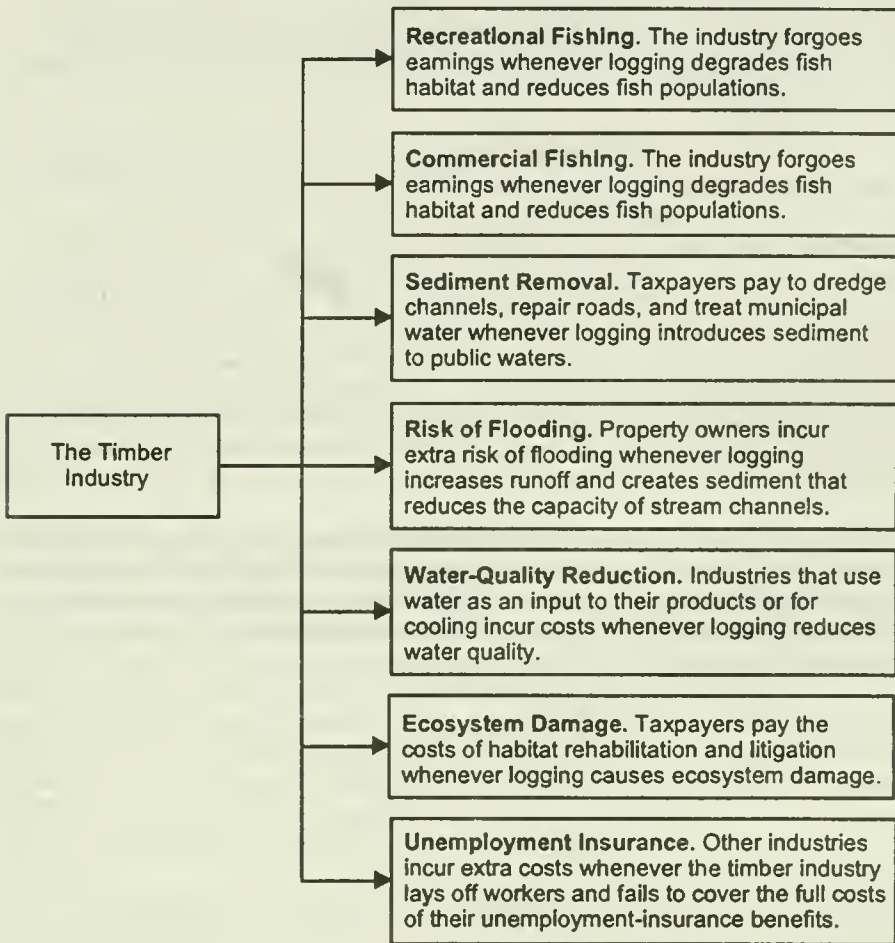 Recreational Fishing. The industry forgoes
earnings whenever logging degrades fish
habitat and reduces fish populations.
Commercial Fishing. The industry forgoes
earnings whenever logging degrades fish
habitat and reduces fish populations.
Sediment Removal. Taxpayers pay to dredge
channels, repair roads, and treat municipal
water whenever logging introduces sediment
to public waters.
The Timber
Industry
Risk of Flooding. Property owners incur
extra risk of flooding whenever logging
increases runoff and creates sediment that
reduces the capacity of stream channels.
Water-Quality Reduction. Industries that use
water as an input to their products or for
cooling incur costs whenever logging reduces
water quality.
Ecosystem Damage. Taxpayers pay the
costs of habitat rehabilitation and litigation
whenever logging causes ecosystem damage.
Unemployment Insurance. Other industries
incur extra costs whenever the timber industry
lays off workers and fails to cover the full costs
of their unemployment-insurance benefits.